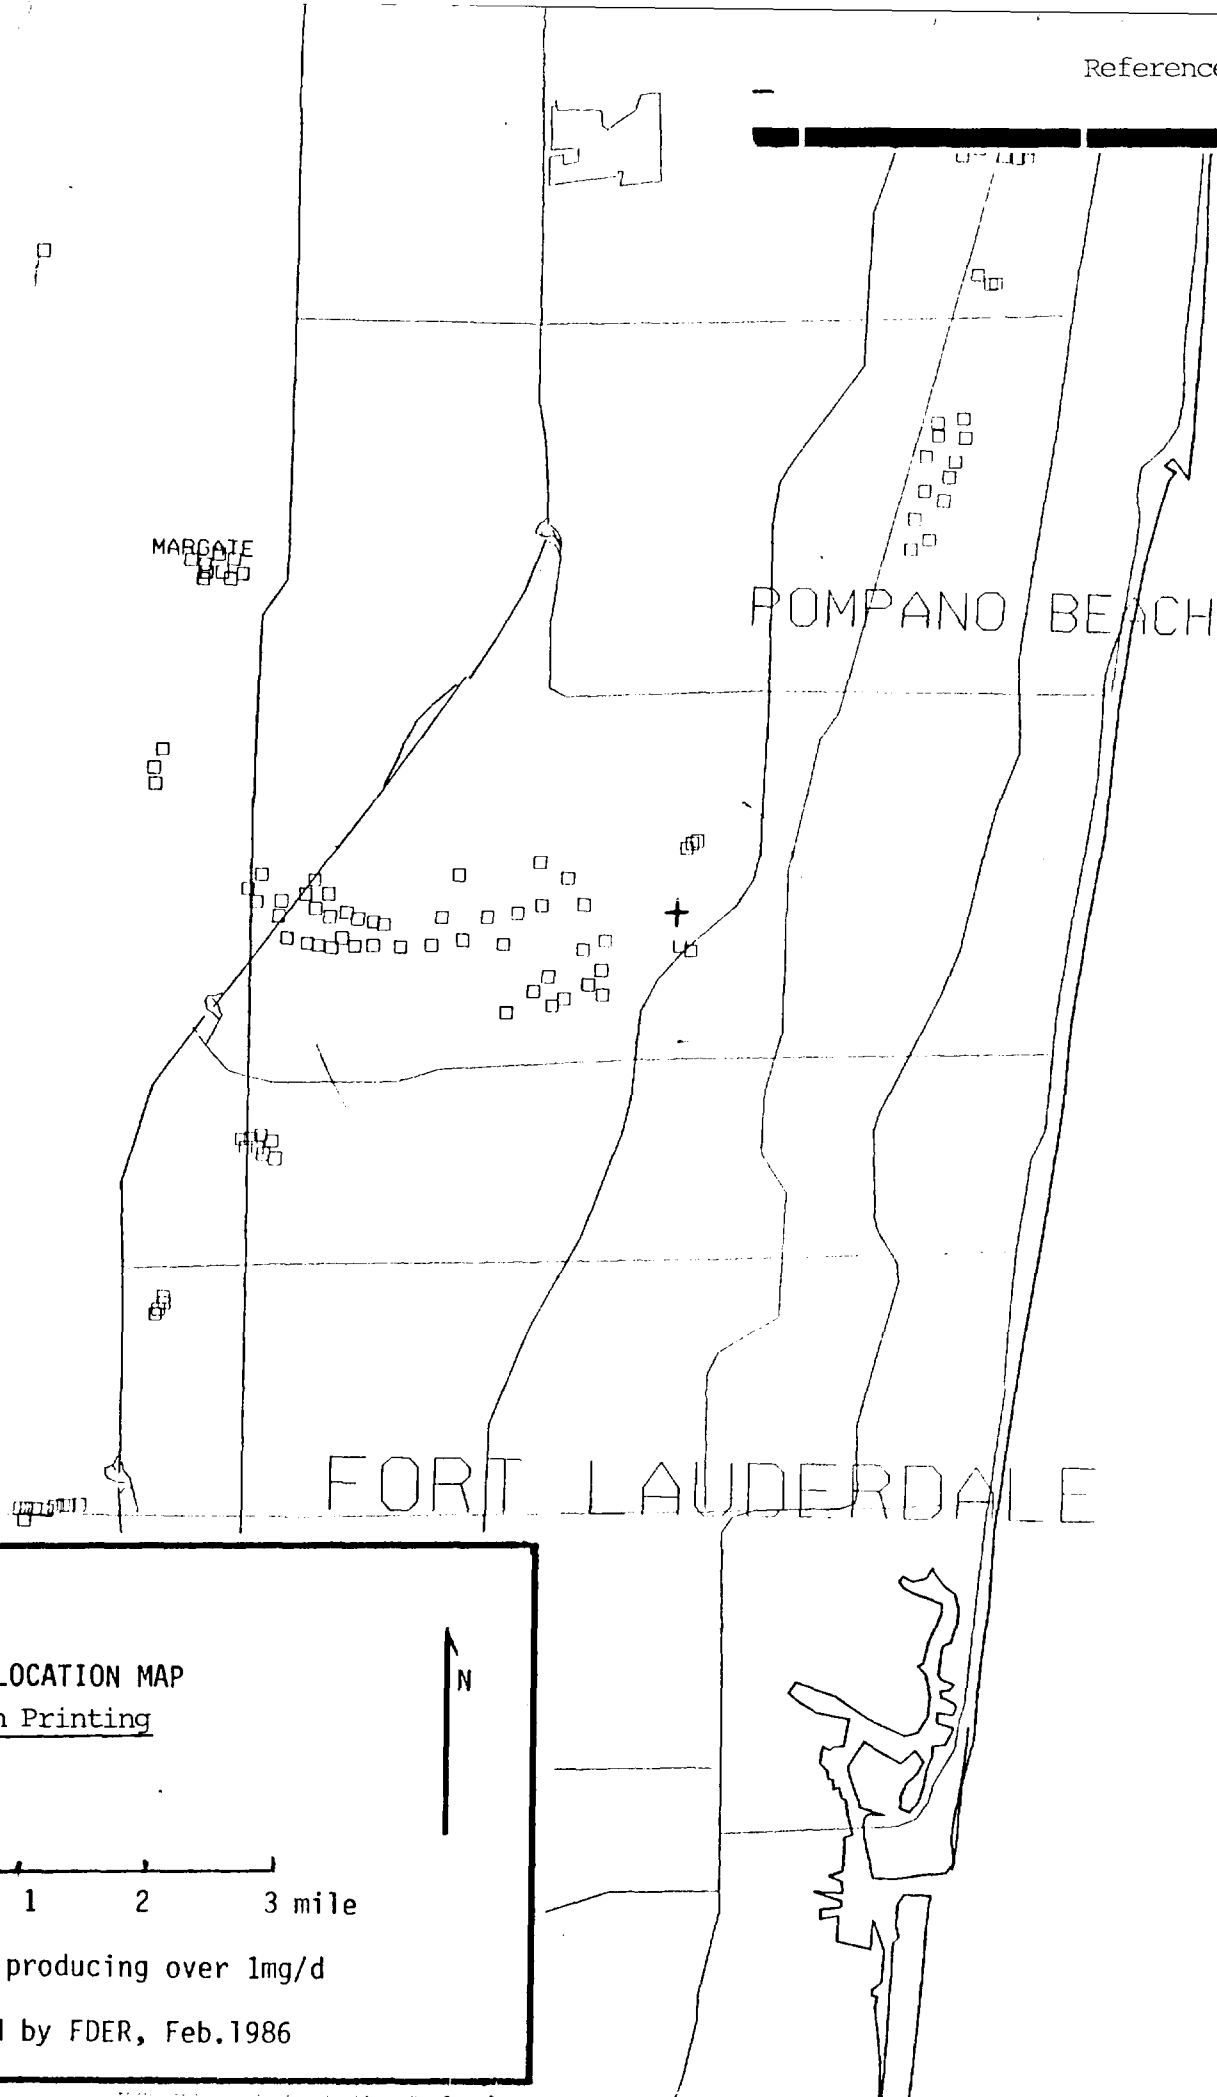 Reference
MARGATE
POMPANO BEACH
FORT LAUDERDALE
LOCATION MAP
n Printing
N
1 2 3 mile
producing over 1mg/d
by FDER, Feb.1986